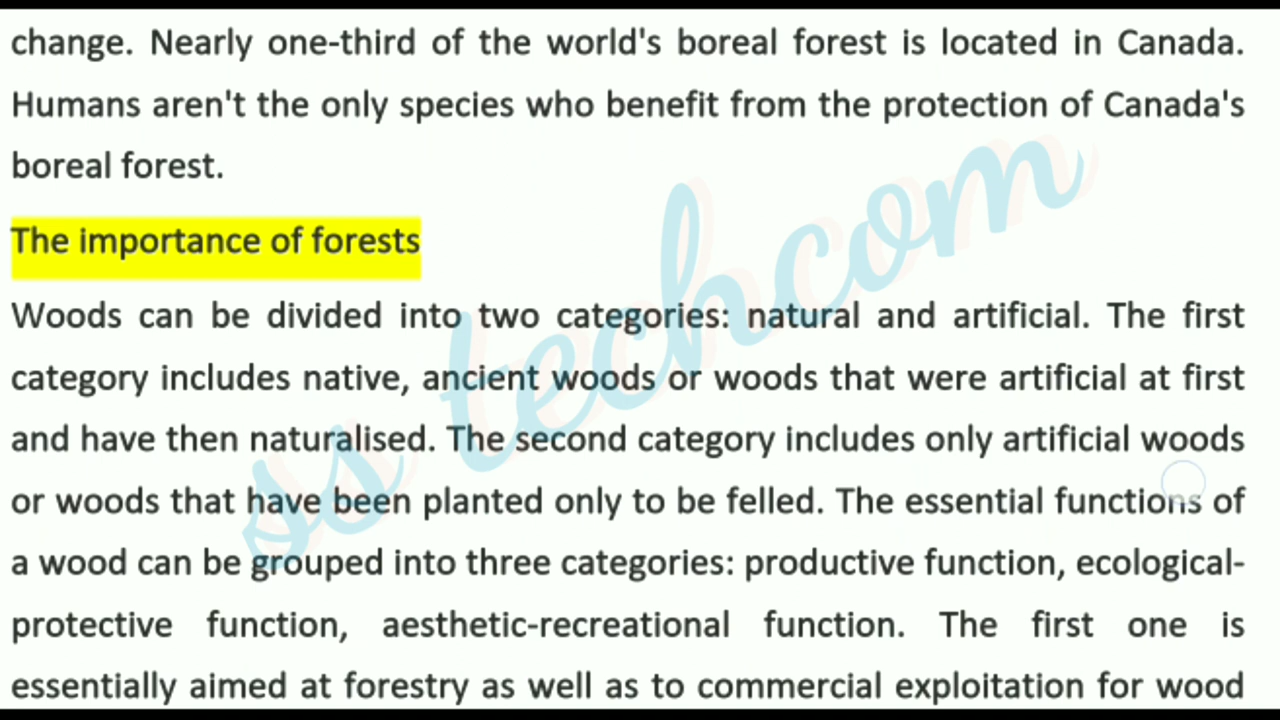 change. Nearly one-third of the world's boreal forest is located in Canada.
Humans aren't the only species who benefit from the protection of Canada's
boreal forest.
The importance of forests
Woods can be divided into two categories: natural and artificial. The first
category includes native, ancient woods or woods that were artificial at first
and have then naturalised. The second category includes only artificial woods
or woods that have been planted only to be felled. The essential functions of
a wood can be grouped into three categories: productive function, ecological-
protective function, aesthetic-recreational function. The first one is
essentially aimed at forestry as well as to commercial exploitation for wood
ss techcom